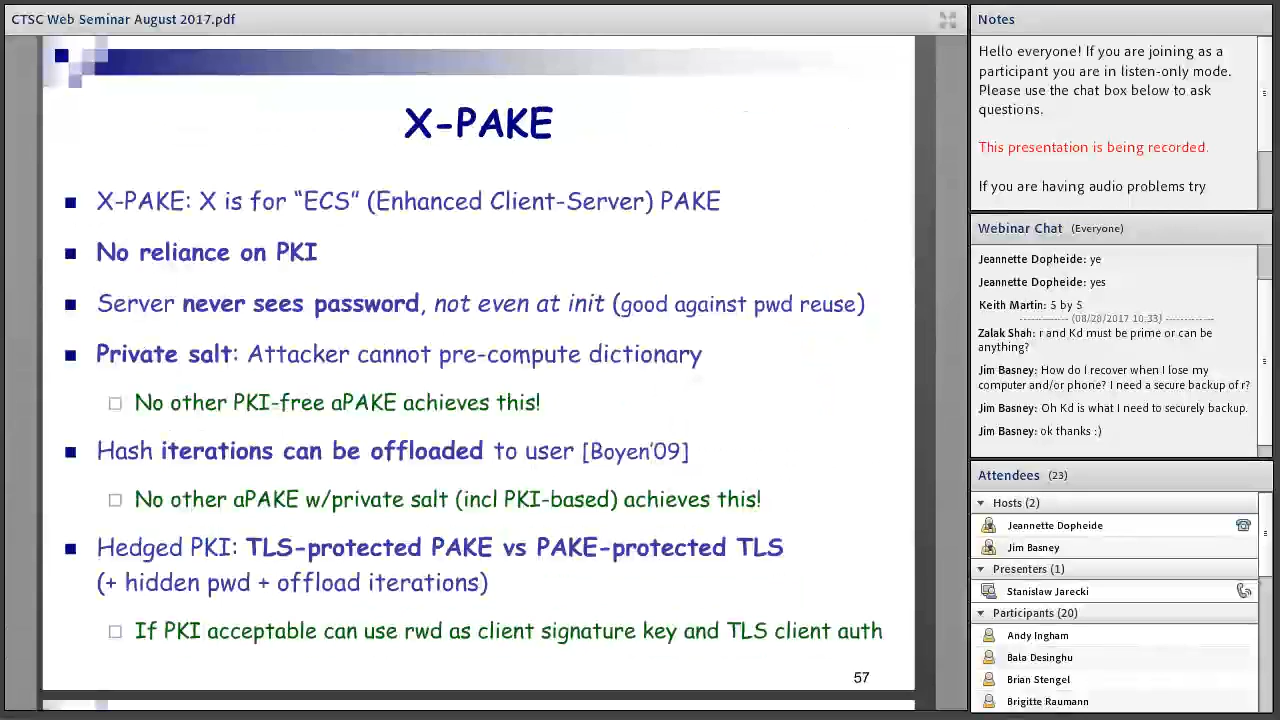 CTSC Web Seminar August 2017.pdf
X-PAKE
X-PAKE: X is for “ECS” (Enhanced Client-Server) PAKE
No reliance on PKI
Server never sees password, not even at init (good against pwd reuse)
Private salt: Attacker cannot pre-compute dictionary
No other PKI-free aPAKE achieves this!
Hash iterations can be offloaded to user [Boyen’09]
No other aPAKE w/private salt (incl PKI-based) achieves this!
Hedged PKI: TLS-protected PAKE vs PAKE-protected TLS
(+ hidden pwd + offload iterations)
If PKI acceptable can use rwd as client signature key and TLS client auth
57
Notes
Hello everyone! If you are joining as a
participant you are in listen-only mode.
Please use the chat box below to ask
questions.
This presentation is being recorded.
If you are having audio problems try
Webinar Chat (Everyone)
Jeannette Dopheide: ye
Jeannette Dopheide: yes
Keith Martin: 5 by 5
(08/28/2017 10:33)
Zalak Shah: r and Kd must be prime or can be
anything?
Jim Basney: How do I recover when I lose my
computer and/or phone? I need a secure backup of r?
Jim Basney: Oh Kd is what I need to securely backup.
Jim Basney: ok thanks :)
Attendees (23)
Hosts (2)
Jeannette Dopheide
Jim Basney
Presenters (1)
Stanislaw Jarecki
Participants (20)
Andy Ingham
Bala Desinghu
Brian Stengel
Brigitte Raumann